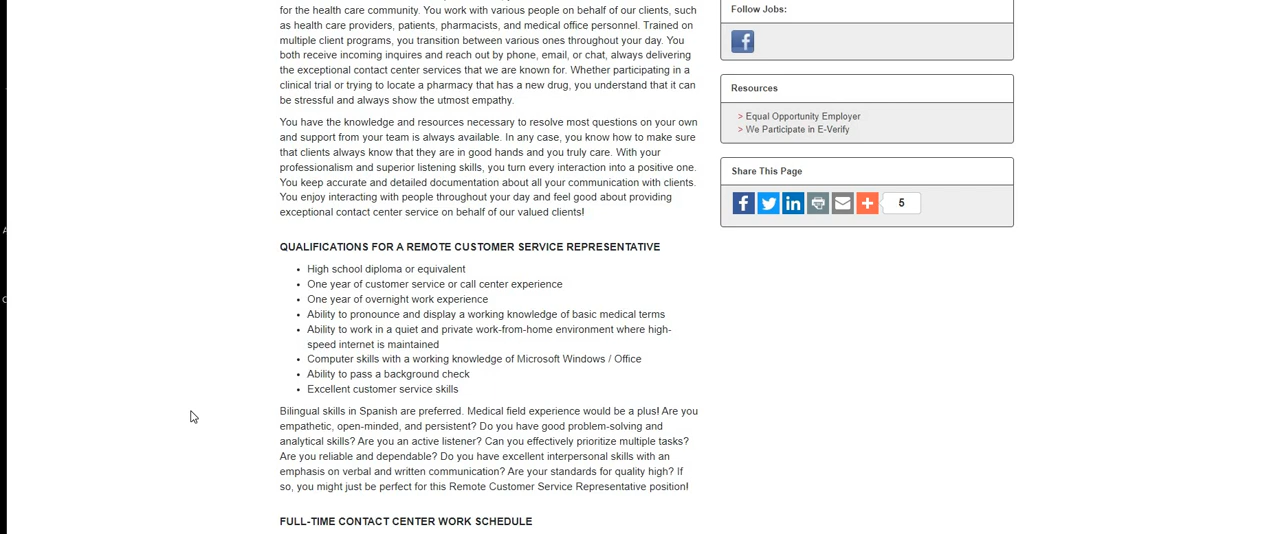 for the health care community. You work with various people on behalf of our clients, such
as health care providers, patients, pharmacists, and medical office personnel. Trained on
multiple client programs, you transition between various ones throughout your day. You
both receive incoming inquires and reach out by phone, email, or chat, always delivering
the exceptional contact center services that we are known for. Whether participating in a
clinical trial or trying to locate a pharmacy that has a new drug, you understand that it can
be stressful and always show the utmost empathy.
You have the knowledge and resources necessary to resolve most questions on your own
and support from your team is always available. In any case, you know how to make sure
that clients always know that they are in good hands and you truly care. With your
professionalism and superior listening skills, you turn every interaction into a positive one.
You keep accurate and detailed documentation about all your communication with clients.
You enjoy interacting with people throughout your day and feel good about providing
exceptional contact center service on behalf of our valued clients!
QUALIFICATIONS FOR A REMOTE CUSTOMER SERVICE REPRESENTATIVE
• High school diploma or equivalent
• One year of customer service or call center experience
• One year of overnight work experience
• Ability to pronounce and display a working knowledge of basic medical terms
• Ability to work in a quiet and private work-from-home environment where high-
speed internet is maintained
• Computer skills with a working knowledge of Microsoft Windows / Office
• Ability to pass a background check
• Excellent customer service skills
Bilingual skills in Spanish are preferred. Medical field experience would be a plus! Are you
empathetic, open-minded, and persistent? Do you have good problem-solving and
analytical skills? Are you an active listener? Can you effectively prioritize multiple tasks?
Are you reliable and dependable? Do you have excellent interpersonal skills with an
emphasis on verbal and written communication? Are your standards for quality high? If
so, you might just be perfect for this Remote Customer Service Representative position!
FULL-TIME CONTACT CENTER WORK SCHEDULE
Follow Jobs:
Resources
> Equal Opportunity Employer
> We Participate in E-Verify
Share This Page
5